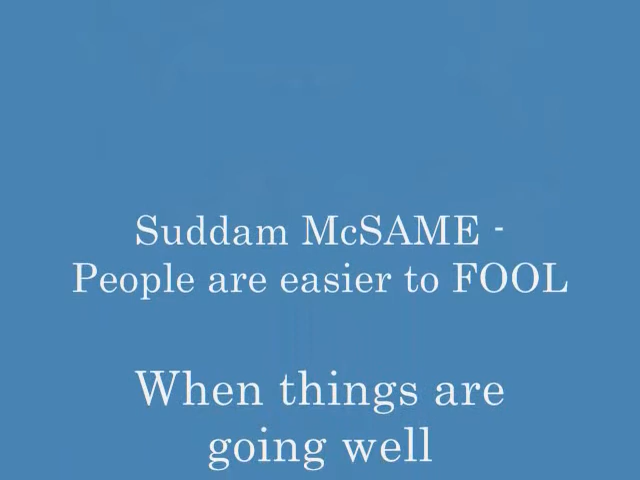 Suddam McSAME -
People are easier to FOOL
When things are
going well